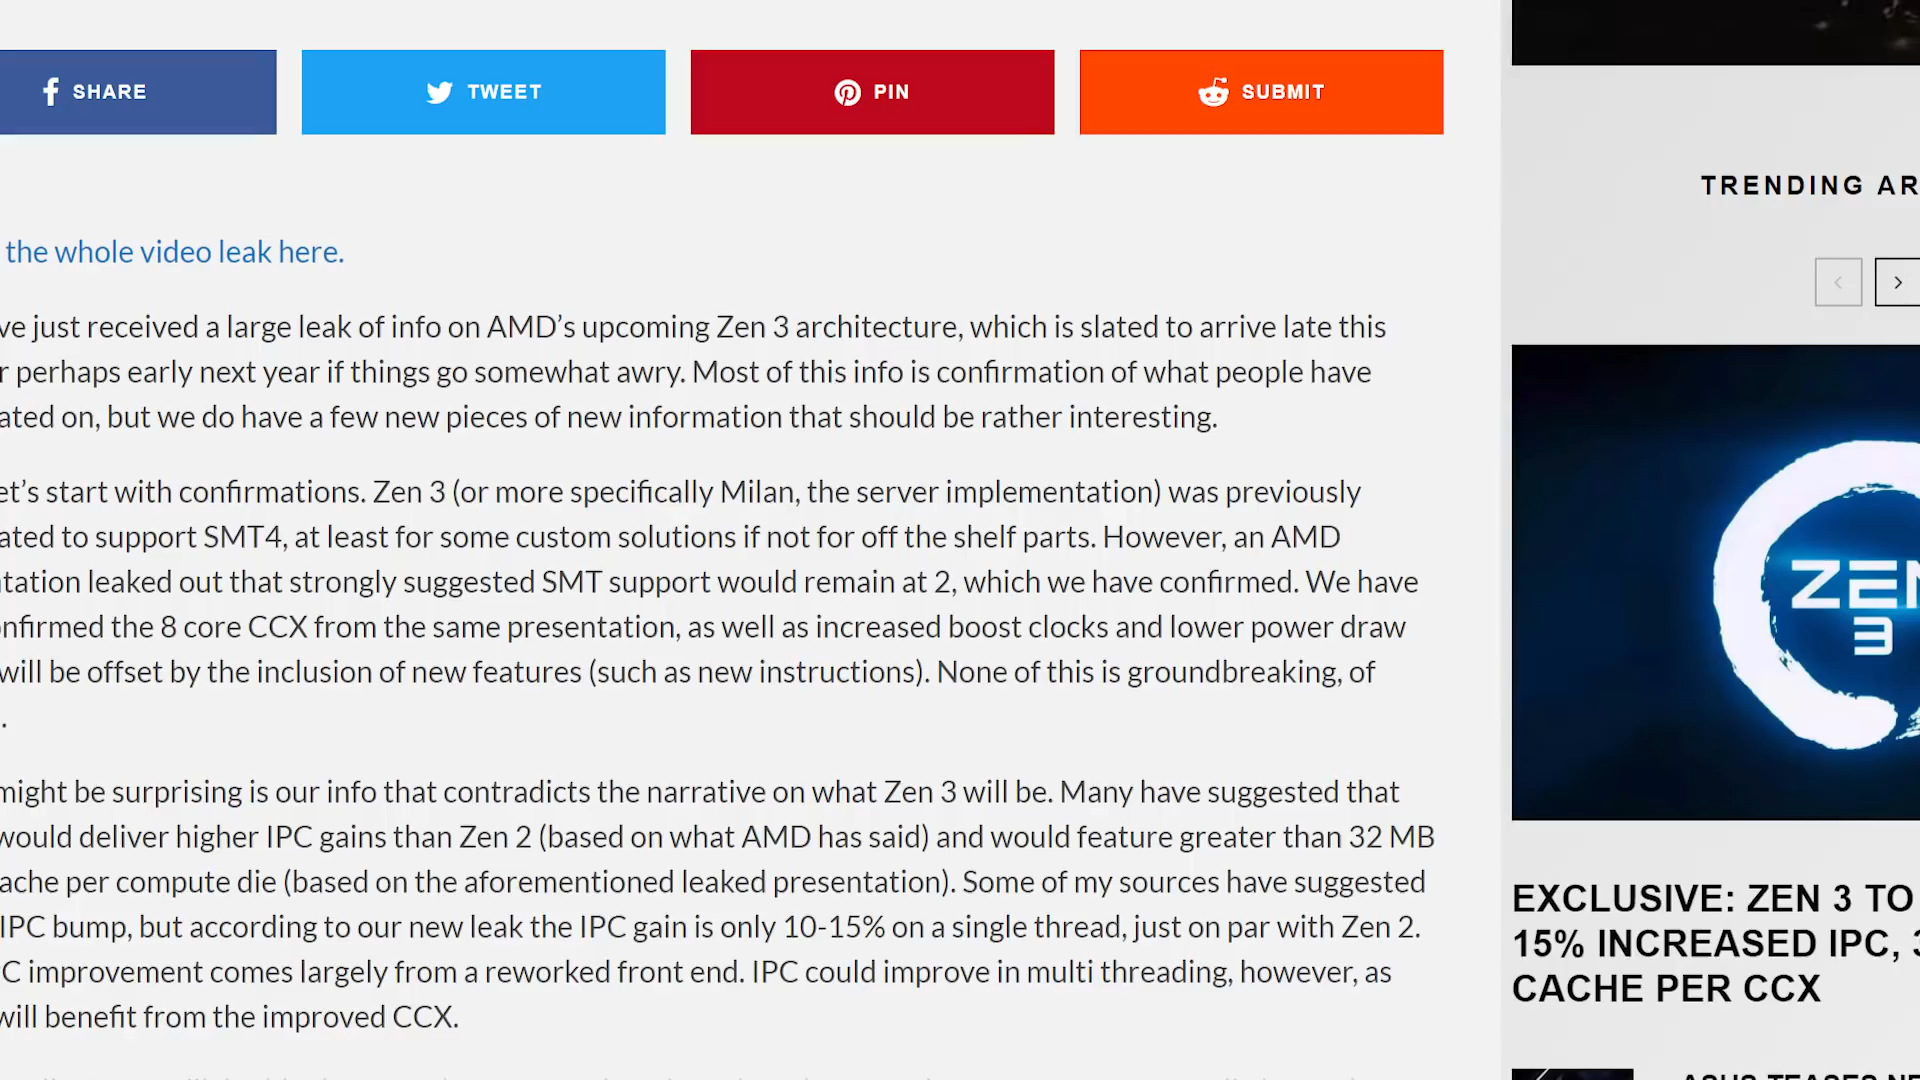 SHARE
TWEET
PIN
SUBMIT
the whole video leak here.
ve just received a large leak of info on AMD’s upcoming Zen 3 architecture, which is slated to arrive late this
r perhaps early next year if things go somewhat awry. Most of this info is confirmation of what people have
ated on, but we do have a few new pieces of new information that should be rather interesting.
et’s start with confirmations. Zen 3 (or more specifically Milan, the server implementation) was previously
ated to support SMT4, at least for some custom solutions if not for off the shelf parts. However, an AMD
tation leaked out that strongly suggested SMT support would remain at 2, which we have confirmed. We have
onfirmed the 8 core CCX from the same presentation, as well as increased boost clocks and lower power draw
will be offset by the inclusion of new features (such as new instructions). None of this is groundbreaking, of
.
might be surprising is our info that contradicts the narrative on what Zen 3 will be. Many have suggested that
would deliver higher IPC gains than Zen 2 (based on what AMD has said) and would feature greater than 32 MB
ache per compute die (based on the aforementioned leaked presentation). Some of my sources have suggested
IPC bump, but according to our new leak the IPC gain is only 10-15% on a single thread, just on par with Zen 2.
C improvement comes largely from a reworked front end. IPC could improve in multi threading, however, as
will benefit from the improved CCX.
TRENDING AR
ZEN
3
EXCLUSIVE: ZEN 3 TO
15% INCREASED IPC, 3
CACHE PER CCX
ASUS TEASES NE